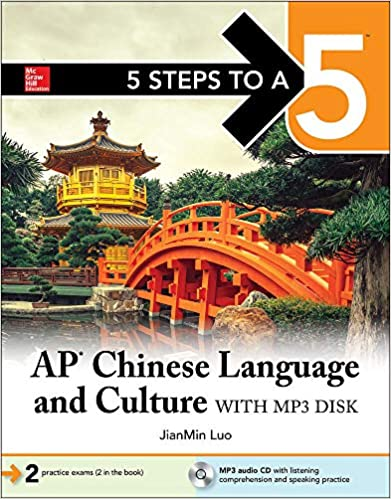 Mc
Graw
Hill
Education
5 STEPS TO A
5™
AP® Chinese Language
and Culture WITH MP3 DISK
JianMin Luo
2 practice exams (2 in the book)
MP3 audio CD with listening
comprehension and speaking practice